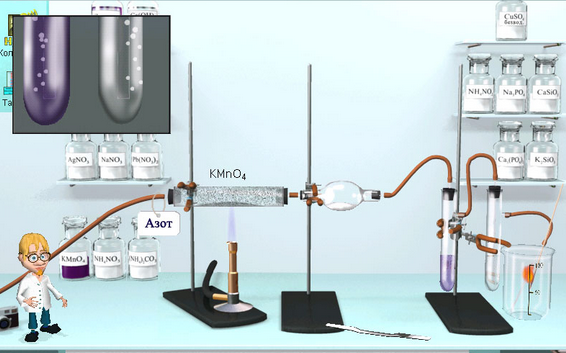 CuSO₄
безвод.
NH₄NO₃
Na₃PO₄
CaSiO₃
AgNO₃
NaNO₃
Pb(NO₃)₂
Ca₃(PO₄)₂
K₂SiO₃
KMnO₄
Азот
KMnO₄
NH₄NO₃
(NH₄)₂CO₃
100
50